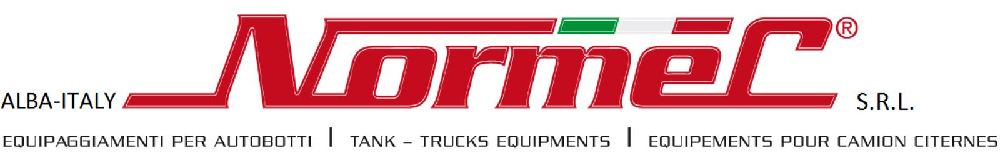 ALBA-ITALY NormeC® S.R.L.
EQUIPAGGIAMENTI PER AUTOBOTTI | TANK – TRUCKS EQUIPMENTS | EQUIPEMENTS POUR CAMION CITERNES